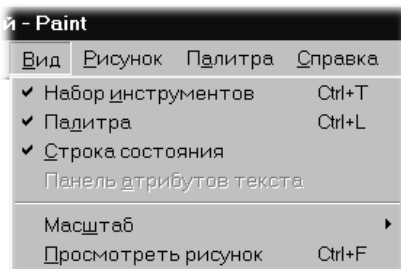 й - Paint
Вид Рисунок Палитра Справка
Набор инструментов Ctrl+T
Палитра Ctrl+L
Строка состояния
Панель атрибутов текста
Масштаб
Просмотреть рисунок Ctrl+F